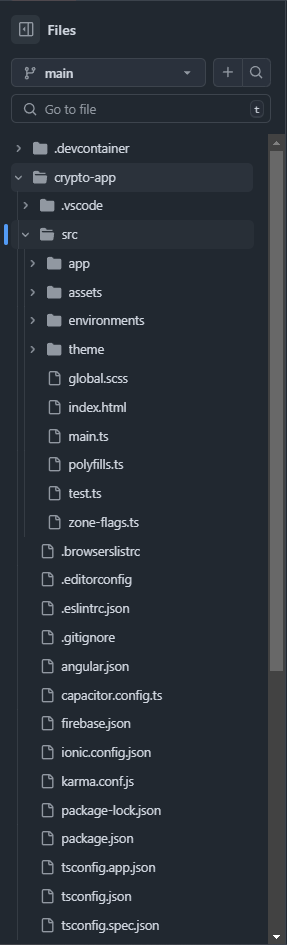 Files
main
Go to file
t
.devcontainer
crypto-app
.vscode
src
app
assets
environments
theme
global.scss
index.html
main.ts
polyfills.ts
test.ts
zone-flags.ts
.browserslistrc
.editorconfig
.eslintrc.json
.gitignore
angular.json
capacitor.config.ts
firebase.json
ionic.config.json
karma.conf.js
package-lock.json
package.json
tsconfig.app.json
tsconfig.json
tsconfig.spec.json